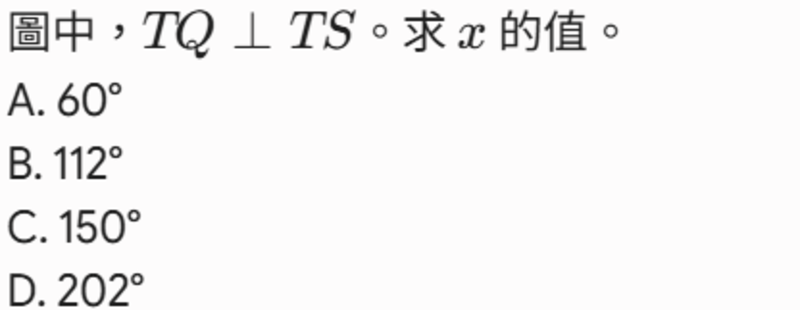 圖中，TQ ⊥ TS。求 x 的值。
A. 60°
B. 112°
C. 150°
D. 202°